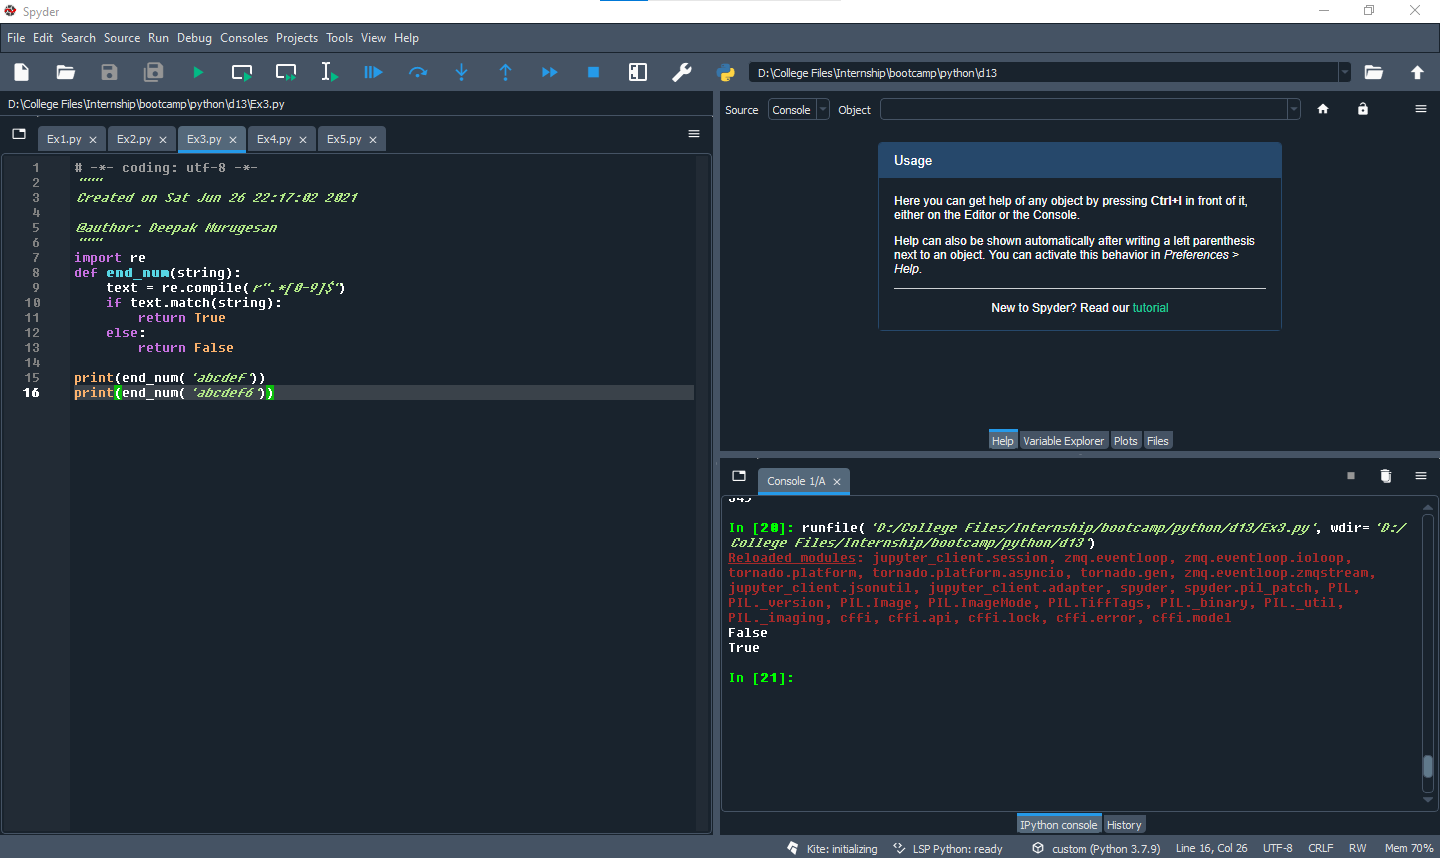 Spyder
File Edit Search Source Run Debug Consoles Projects Tools View Help
D:\College Files\Internship\bootcamp\python\d13
D:\College Files\Internship\bootcamp\python\d13\Ex3.py
Ex1.py Ex2.py Ex3.py Ex4.py Ex5.py
1 # -*- coding: utf-8 -*-
2 """
3 Created on Sat Jun 26 22:17:02 2021
4
5 @author: Deepak Murugesan
6 """
7 import re
8 def end_num(string):
9 text = re.compile(r".*[0-9]$")
10 if text.match(string):
11 return True
12 else:
13 return False
14
15 print(end_num('abcdef'))
16 print(end_num('abcdef6'))
Source Console Object
Usage
Here you can get help of any object by pressing Ctrl+I in front of it,
either on the Editor or the Console.
Help can also be shown automatically after writing a left parenthesis
next to an object. You can activate this behavior in Preferences >
Help.
New to Spyder? Read our tutorial
Help Variable Explorer Plots Files
Console 1/A
345
In [20]: runfile('D:/College Files/Internship/bootcamp/python/d13/Ex3.py', wdir='D:/
College Files/Internship/bootcamp/python/d13')
Reloaded modules: jupyter_client.session, zmq.eventloop, zmq.eventloop.ioloop,
tornado.platform, tornado.platform.asyncio, tornado.gen, zmq.eventloop.zmqstream,
jupyter_client.jsonutil, jupyter_client.adapter, spyder, spyder.pil_patch, PIL,
PIL._version, PIL.Image, PIL.ImageMode, PIL.TiffTags, PIL._binary, PIL._util,
PIL._imaging, cffi, cffi.api, cffi.lock, cffi.error, cffi.model
False
True
In [21]:
IPython console History
Kite: initializing LSP Python: ready custom (Python 3.7.9) Line 16, Col 26 UTF-8 CRLF RW Mem 70%